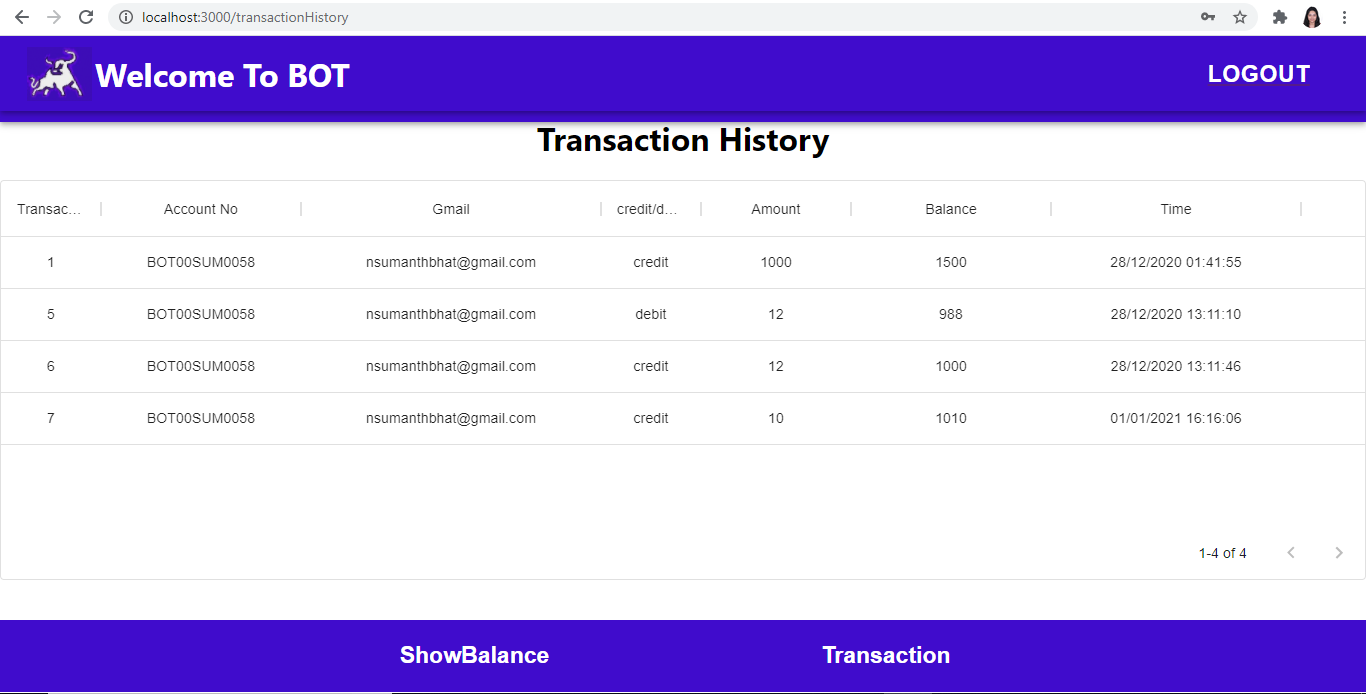 localhost:3000/transactionHistory
Welcome To BOT LOGOUT
Transaction History
Transac... Account No Gmail credit/d... Amount Balance Time
1 BOT00SUM0058 nsumanthbhat@gmail.com credit 1000 1500 28/12/2020 01:41:55
5 BOT00SUM0058 nsumanthbhat@gmail.com debit 12 988 28/12/2020 13:11:10
6 BOT00SUM0058 nsumanthbhat@gmail.com credit 12 1000 28/12/2020 13:11:46
7 BOT00SUM0058 nsumanthbhat@gmail.com credit 10 1010 01/01/2021 16:16:06
1-4 of 4
ShowBalance Transaction